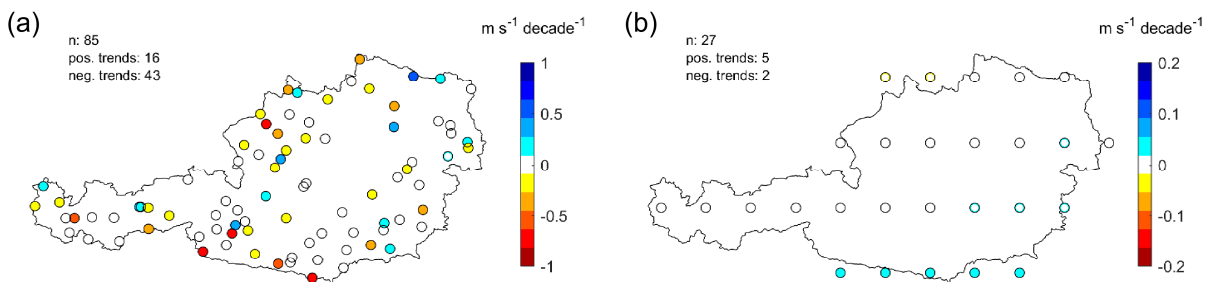 (a)
n: 85
pos. trends: 16
neg. trends: 43
m s⁻¹ decade⁻¹
1
0.5
0
-0.5
-1
(b)
n: 27
pos. trends: 5
neg. trends: 2
m s⁻¹ decade⁻¹
0.2
0.1
0
-0.1
-0.2